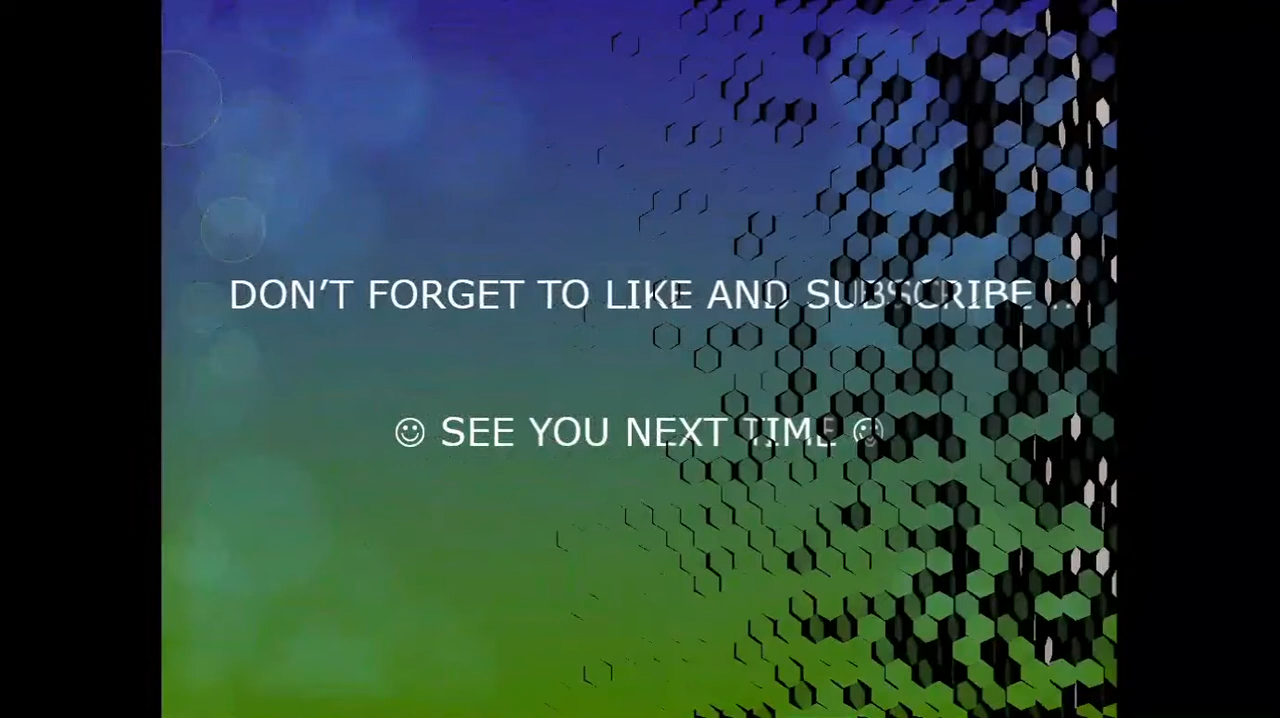 DON’T FORGET TO LIKE AND SUBSCRIBE ..
☺ SEE YOU NEXT TIME ☺